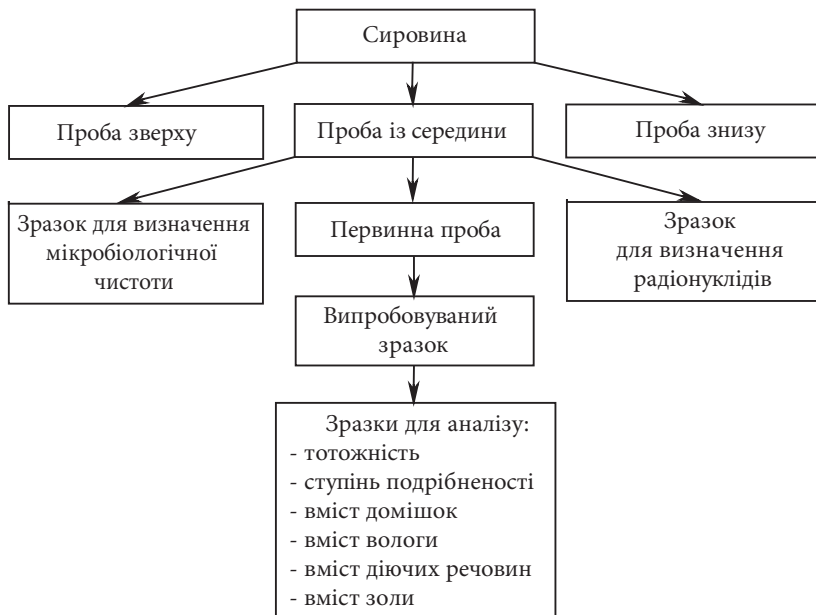 Сировина
Проба зверху
Проба із середини
Проба знизу
Зразок для визначення
мікробіологічної
чистоти
Первинна проба
Зразок
для визначення
радіонуклідів
Випробовуваний
зразок
Зразки для аналізу:
- тотожність
- ступінь подрібненості
- вміст домішок
- вміст вологи
- вміст діючих речовин
- вміст золи